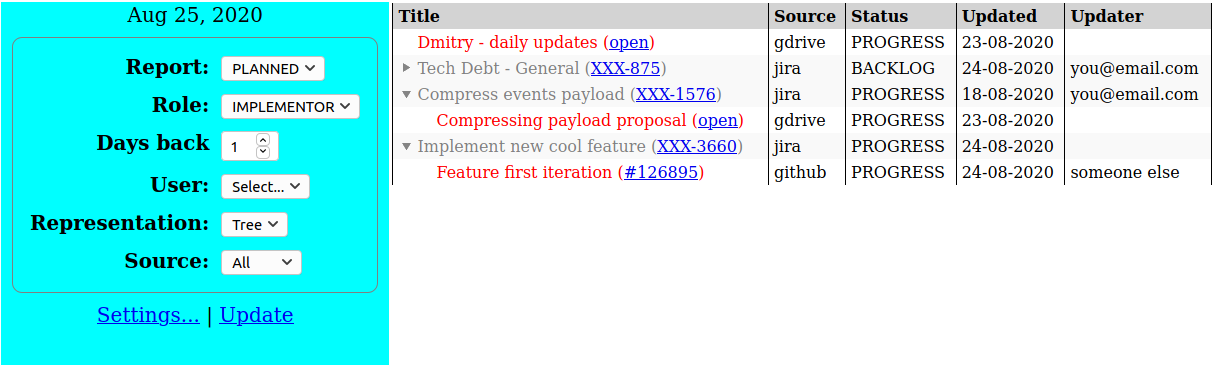 Aug 25, 2020
Report: PLANNED
Role: IMPLEMENTOR
Days back 1
User: Select...
Representation: Tree
Source: All
Settings... | Update
Title Source Status Updated Updater
Dmitry - daily updates (open) gdrive PROGRESS 23-08-2020
Tech Debt - General (XXX-875) jira BACKLOG 24-08-2020 you@email.com
Compress events payload (XXX-1576) jira PROGRESS 18-08-2020 you@email.com
Compressing payload proposal (open) gdrive PROGRESS 23-08-2020
Implement new cool feature (XXX-3660) jira PROGRESS 24-08-2020
Feature first iteration (#126895) github PROGRESS 24-08-2020 someone else